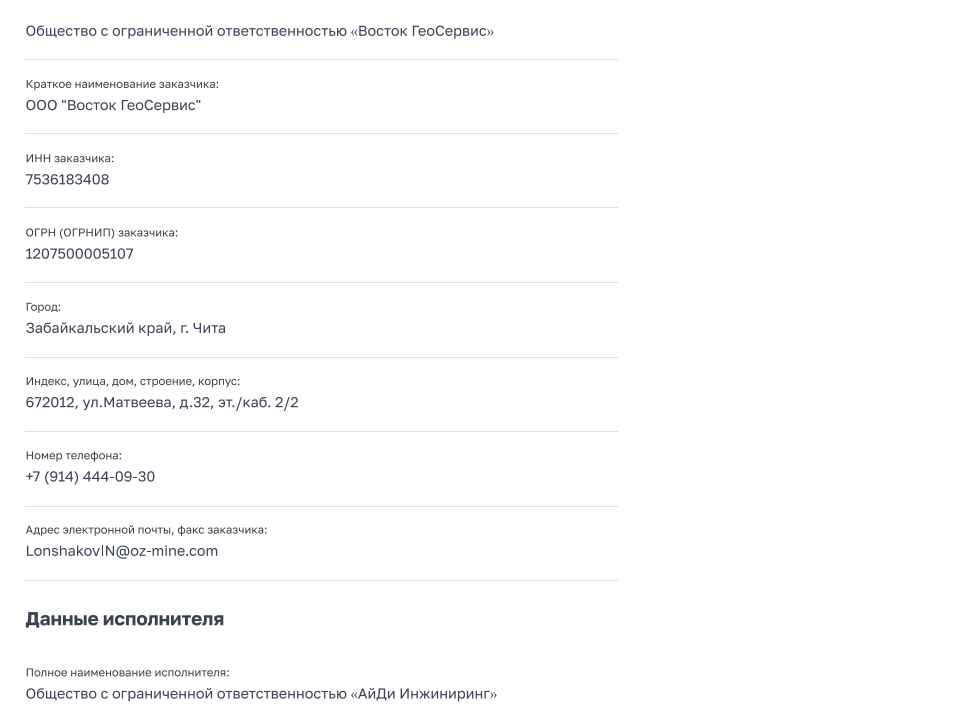 Общество с ограниченной ответственностью «Восток ГеоСервис»
Краткое наименование заказчика:
ООО "Восток ГеоСервис"
ИНН заказчика:
7536183408
ОГРН (ОГРНИП) заказчика:
1207500005107
Город:
Забайкальский край, г. Чита
Индекс, улица, дом, строение, корпус:
672012, ул.Матвеева, д.32, эт./каб. 2/2
Номер телефона:
+7 (914) 444-09-30
Адрес электронной почты, факс заказчика:
LonshakovIN@oz-mine.com
Данные исполнителя
Полное наименование исполнителя:
Общество с ограниченной ответственностью «АйДи Инжиниринг»